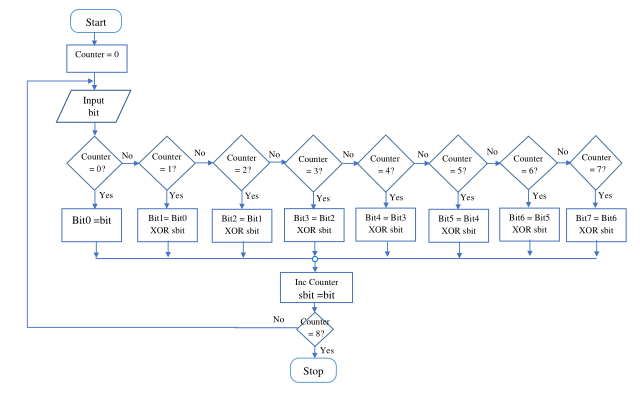 Start
Counter = 0
Input
bit
Counter
= 0?
No
Counter
= 1?
No
Counter
= 2?
No
Counter
= 3?
No
Counter
= 4?
No
Counter
= 5?
No
Counter
= 6?
No
Counter
= 7?
Yes
Yes
Yes
Yes
Yes
Yes
Yes
Yes
Bit0 =bit
Bit1= Bit0
XOR sbit
Bit2 = Bit1
XOR sbit
Bit3 = Bit2
XOR sbit
Bit4 = Bit3
XOR sbit
Bit5 = Bit4
XOR sbit
Bit6 = Bit5
XOR sbit
Bit7 = Bit6
XOR sbit
Inc Counter
sbit =bit
No
Counter
= 8?
Yes
Stop